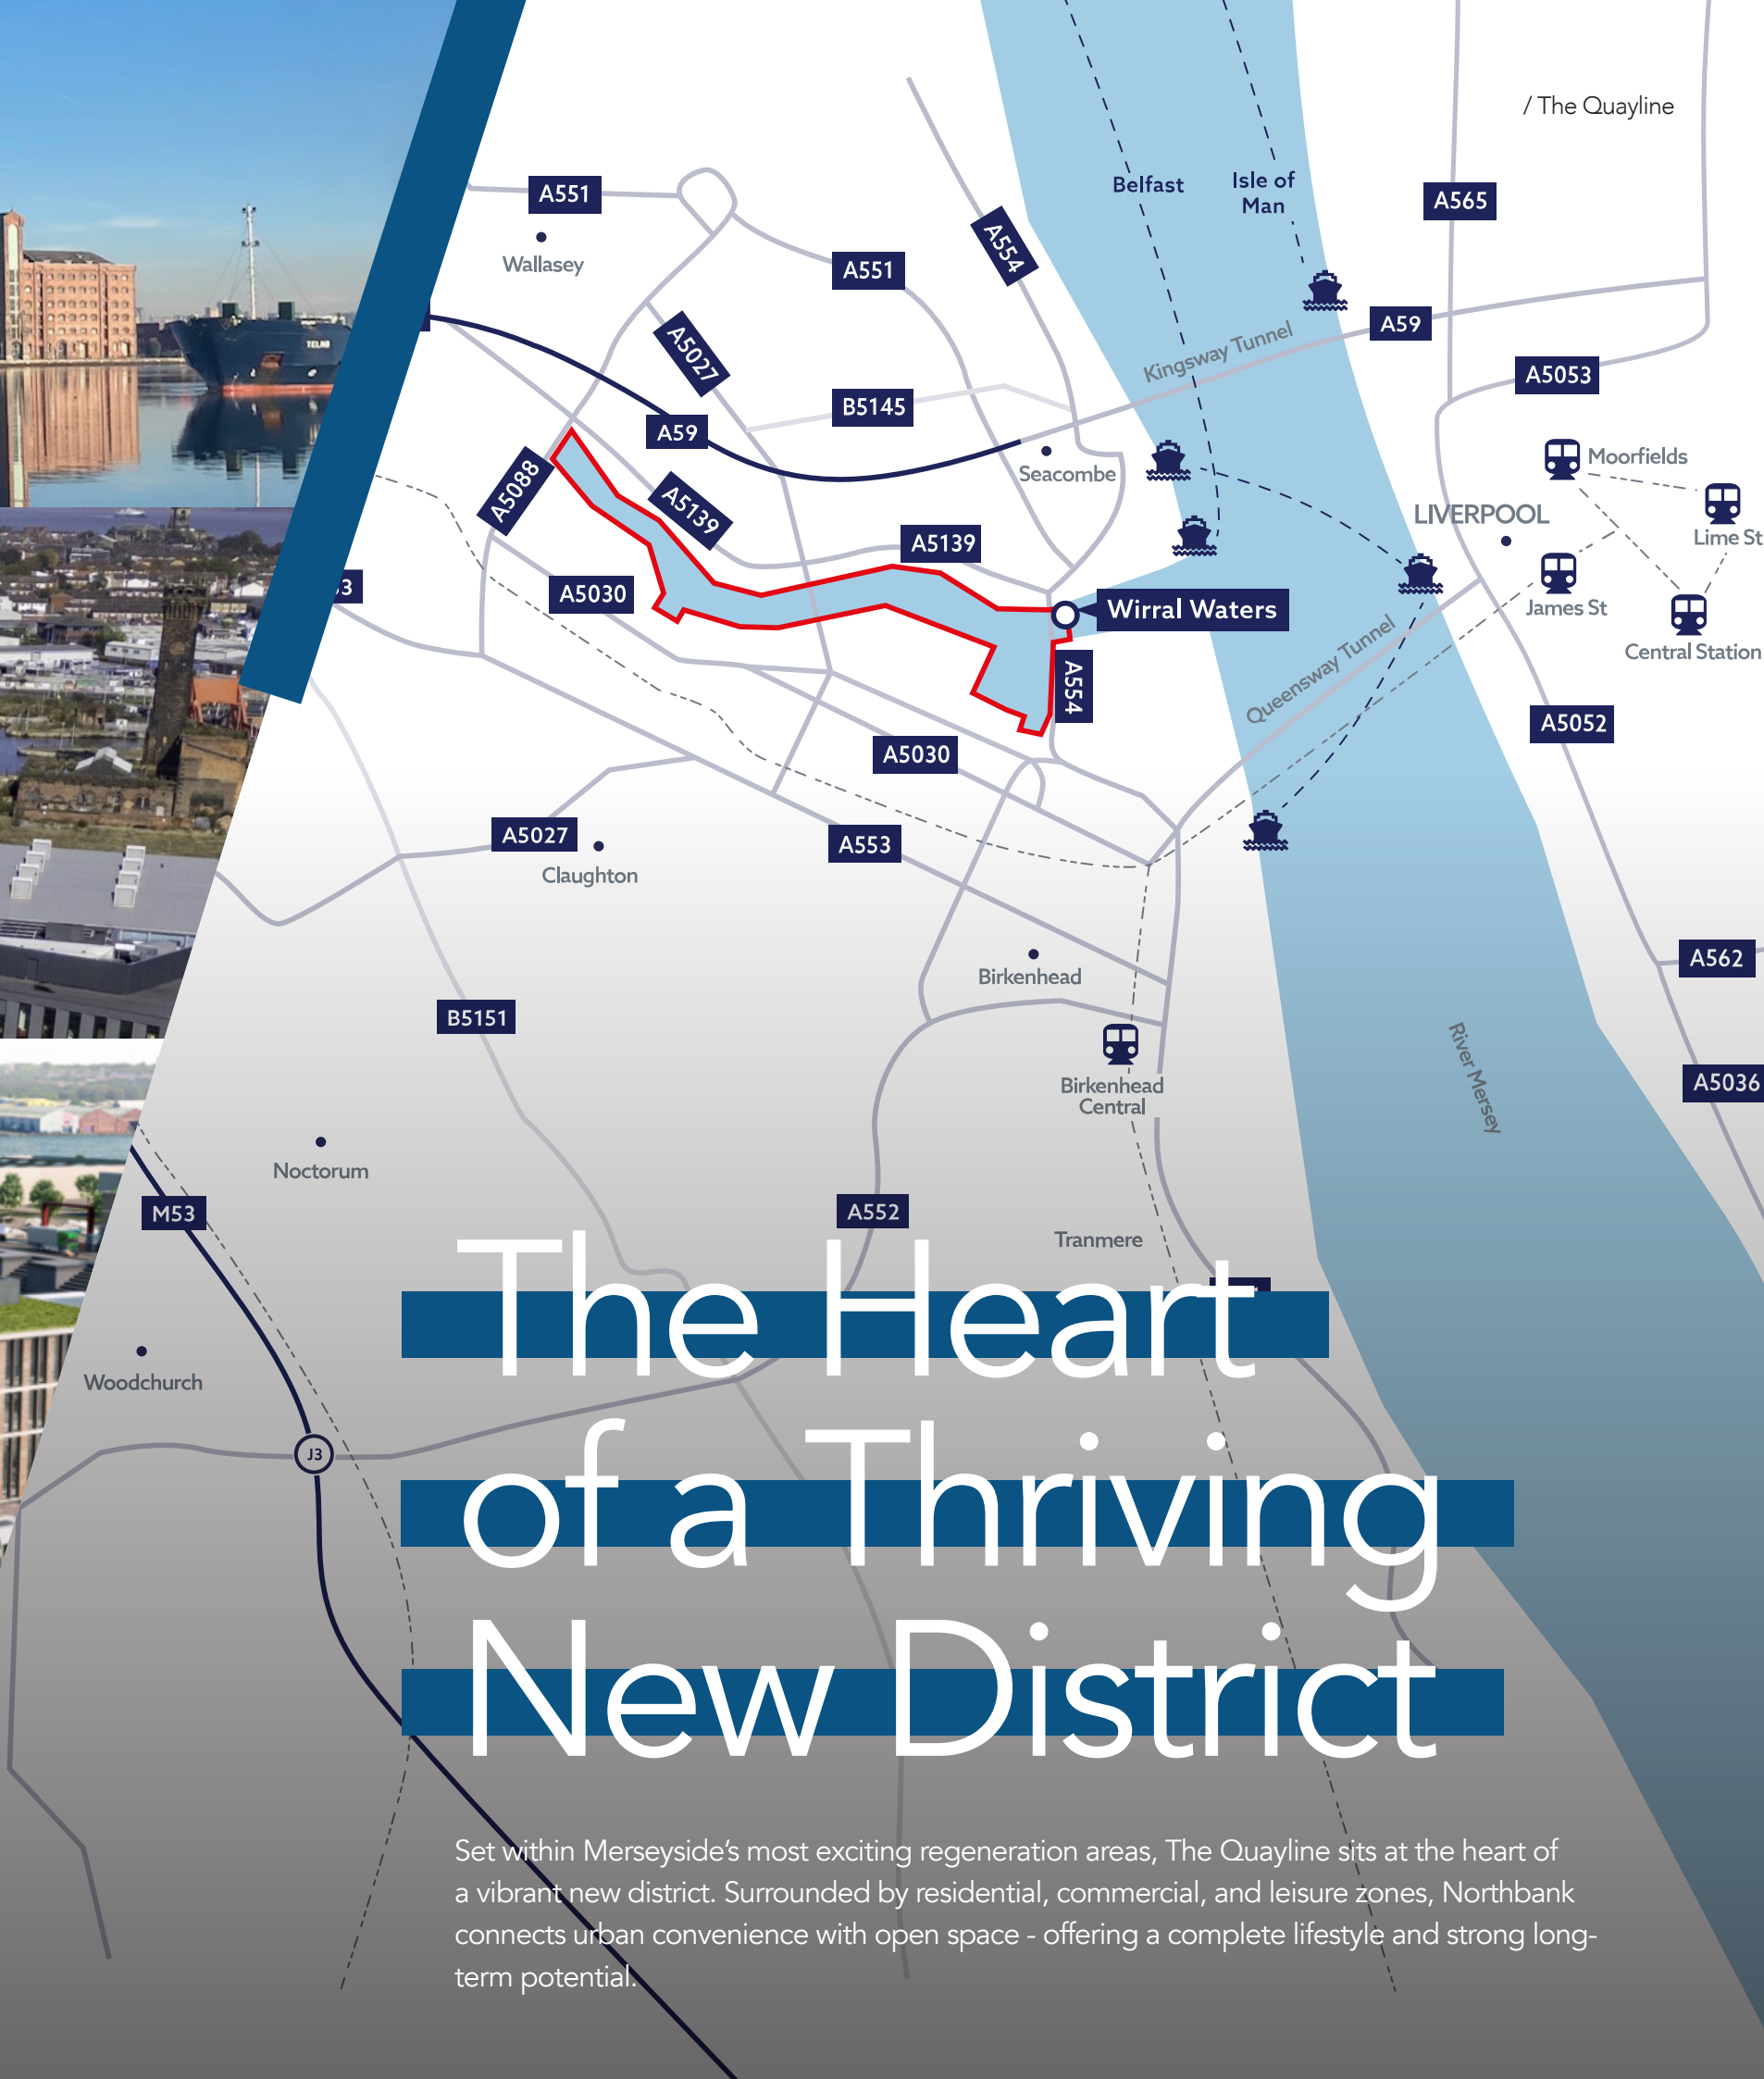 / The Quayline
Belfast
Isle of
Man
A551
A565
Wallasey
A551
A554
A59
Kingsway Tunnel
TELMO
A5027
A5053
B5145
A59
Moorfields
Seacombe
A5088
A5139
LIVERPOOL
Lime St
A5139
A5030
James St
Wirral Waters
Central Station
Queensway Tunnel
A554
A5052
A5030
A5027
A553
Claughton
A562
Birkenhead
B5151
River Mersey
A5036
Birkenhead
Central
Noctorum
M53
A552
Tranmere
Woodchurch
J3
The Heart
of a Thriving
New District
Set within Merseyside’s most exciting regeneration areas, The Quayline sits at the heart of
a vibrant new district. Surrounded by residential, commercial, and leisure zones, Northbank
connects urban convenience with open space - offering a complete lifestyle and strong long-
term potential.